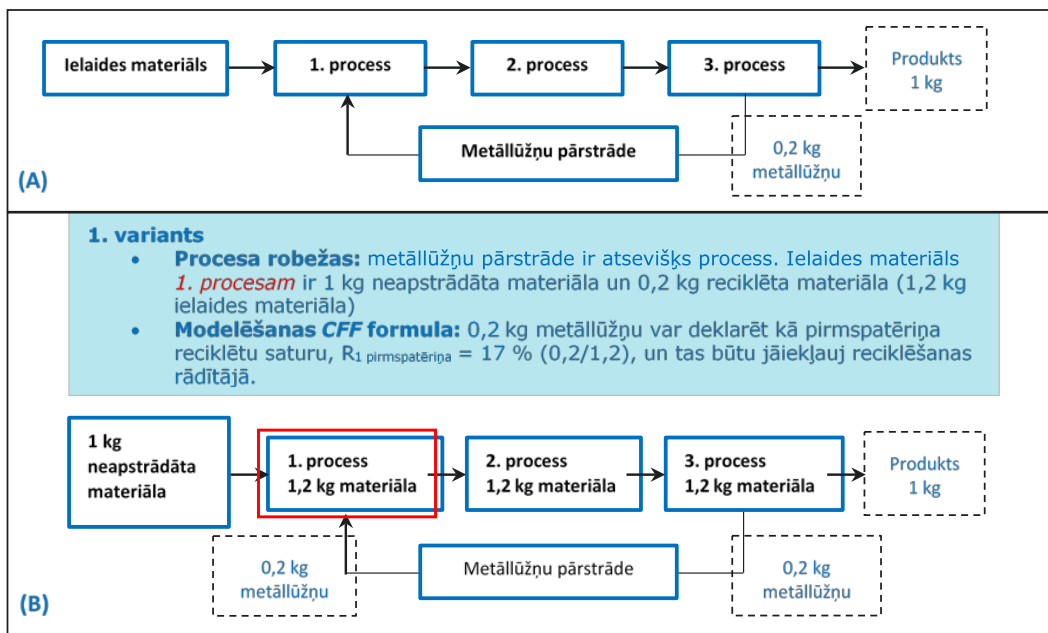 Ielaides materiāls
1. process
2. process
3. process
Produkts
1 kg
Metāllūžņu pārstrāde
0,2 kg
metāllūžņu
(A)
1. variants
• Procesa robežas: metāllūžņu pārstrāde ir atsevišķs process. Ielaides materiāls
1. procesam ir 1 kg neapstrādāta materiāla un 0,2 kg reciklēta materiāla (1,2 kg
ielaides materiāla)
• Modelēšanas CFF formula: 0,2 kg metāllūžņu var deklarēt kā pirmspatēriņa
reciklētu saturu, R1 pirmspatēriņa = 17 % (0,2/1,2), un tas būtu jāiekļauj reciklēšanas
rādītājā.
1 kg
neapstrādāta
materiāla
1. process
1,2 kg materiāla
2. process
1,2 kg materiāla
3. process
1,2 kg materiāla
Produkts
1 kg
0,2 kg
metāllūžņu
Metāllūžņu pārstrāde
0,2 kg
metāllūžņu
(B)